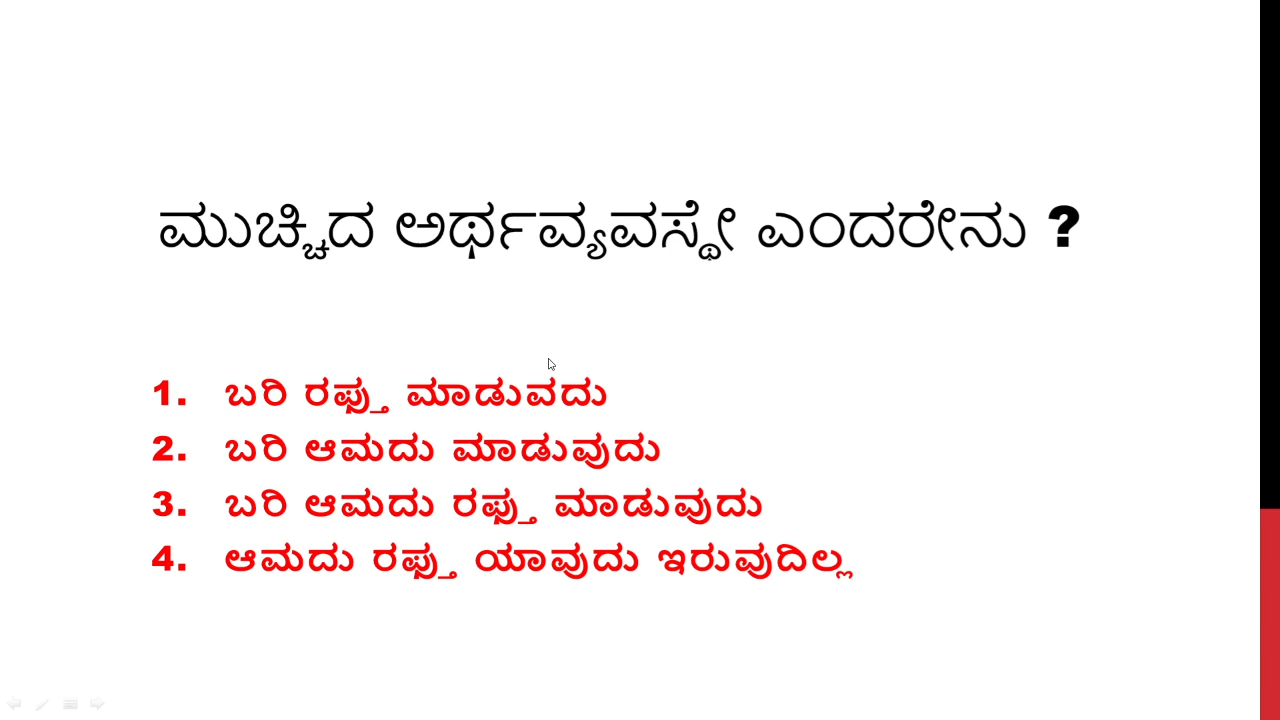 ಮುಚ್ಚಿದ ಅರ್ಥವ್ಯವಸ್ಥೇ ಎಂದರೇನು ?
1. ಬರಿ ರಫ್ತು ಮಾಡುವದು
2. ಬರಿ ಆಮದು ಮಾಡುವುದು
3. ಬರಿ ಆಮದು ರಫ್ತು ಮಾಡುವುದು
4. ಆಮದು ರಫ್ತು ಯಾವುದು ಇರುವುದಿಲ್ಲ